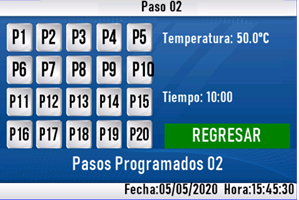 Paso 02
P1 P2 P3 P4 P5
Temperatura: 50.0°C
P6 P7 P8 P9 P10
P11 P12 P13 P14 P15
Tiempo: 10:00
P16 P17 P18 P19 P20
REGRESAR
Pasos Programados 02
Fecha:05/05/2020 Hora:15:45:30